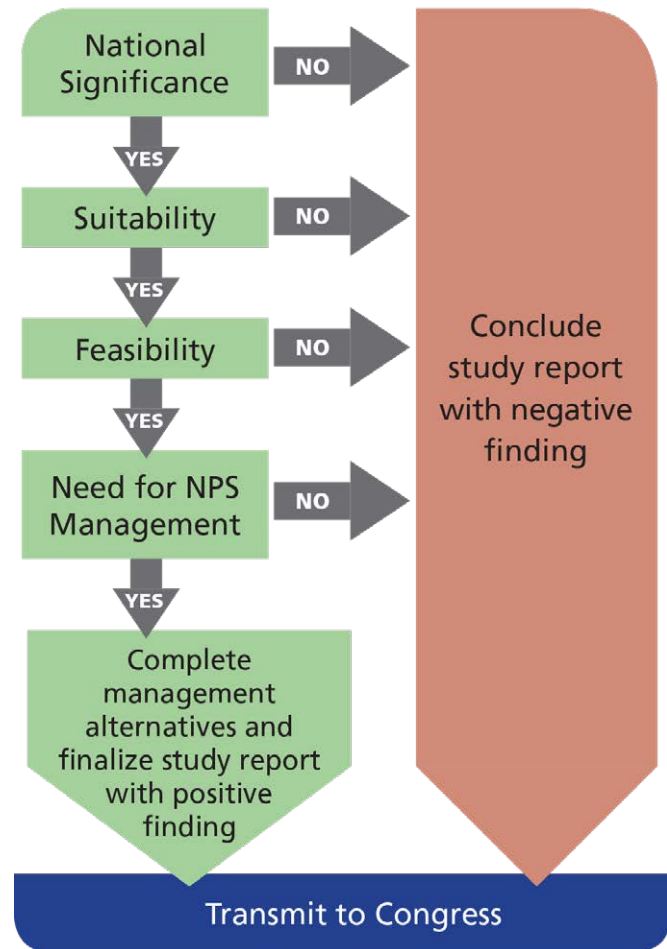 National
Significance
NO
YES
Suitability
NO
YES
Feasibility
NO
YES
Need for NPS
Management
NO
YES
Complete
management
alternatives and
finalize study report
with positive
finding
Conclude
study report
with negative
finding
Transmit to Congress